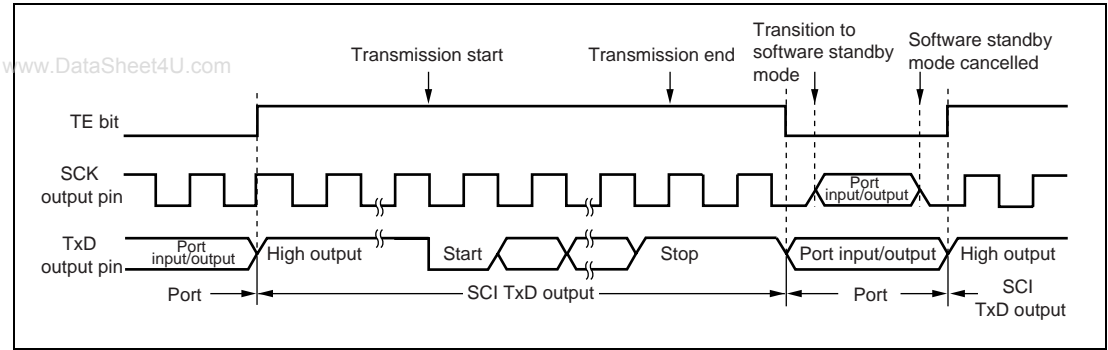 www.DataSheet4U.com
Transmission start
Transmission end
Transition to
software standby
mode
Software standby
mode cancelled
TE bit
SCK
output pin
Port
input/output
TxD
output pin
Port
input/output
High output
Start
Stop
Port input/output
High output
Port
SCI TxD output
Port
SCI
TxD output